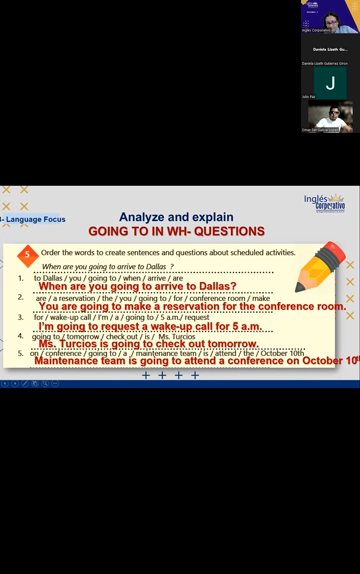 Inglés Corporativo
Daniela Lizeth Gu...
Daniela Lizeth Gutierrez Giron
J
John Paz
Inglés
Corporativo
3- Language Focus
Analyze and explain
GOING TO IN WH- QUESTIONS
5 Order the words to create sentences and questions about scheduled activities.
When are you going to arrive to Dallas ?
1. to Dallas / you / going to / when / arrive / are
When are you going to arrive to Dallas?
2. are / a reservation / the / you / going to / for / conference room / make
You are going to make a reservation for the conference room.
3. for / wake-up call / I'm / a / going to / 5 a.m./ request
I'm going to request a wake-up call for 5 a.m.
4. going to / tomorrow / check out / is / Ms. Turcios
Ms. Turcios is going to check out tomorrow.
5. on / conference / going to / a / maintenance team / is / attend / the / October 10th
Maintenance team is going to attend a conference on October 10th